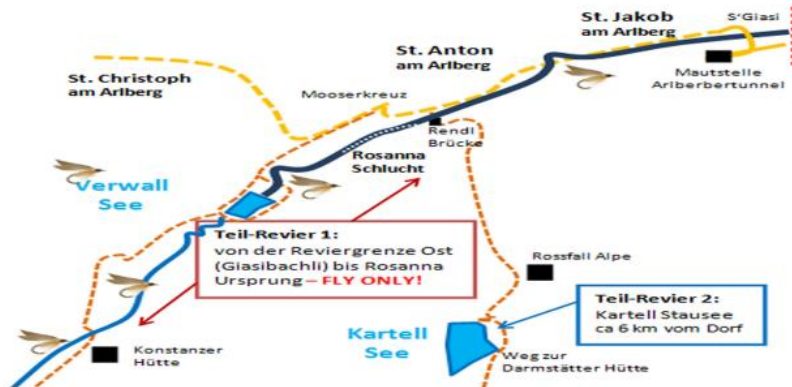 St. Jakob
am Arlberg
S'Giasi
St. Anton
am Arlberg
St. Christoph
am Arlberg
Mautstelle
Arlberbertunnel
Mooserkreuz
Rendl
Brücke
Rosanna
Schlucht
Verwall
See
Teil-Revier 1:
von der Reviergrenze Ost
(Giasibachli) bis Rosanna
Ursprung – FLY ONLY!
Rossfall Alpe
Teil-Revier 2:
Kartell Stausee
ca 6 km vom Dorf
Kartell
See
Konstanzer
Hütte
Weg zur
Darmstätter Hütte